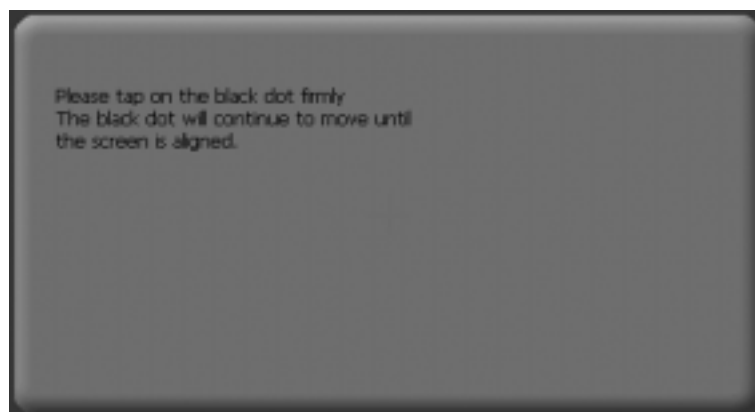 Please tap on the black dot firmly
The black dot will continue to move until
the screen is aligned.